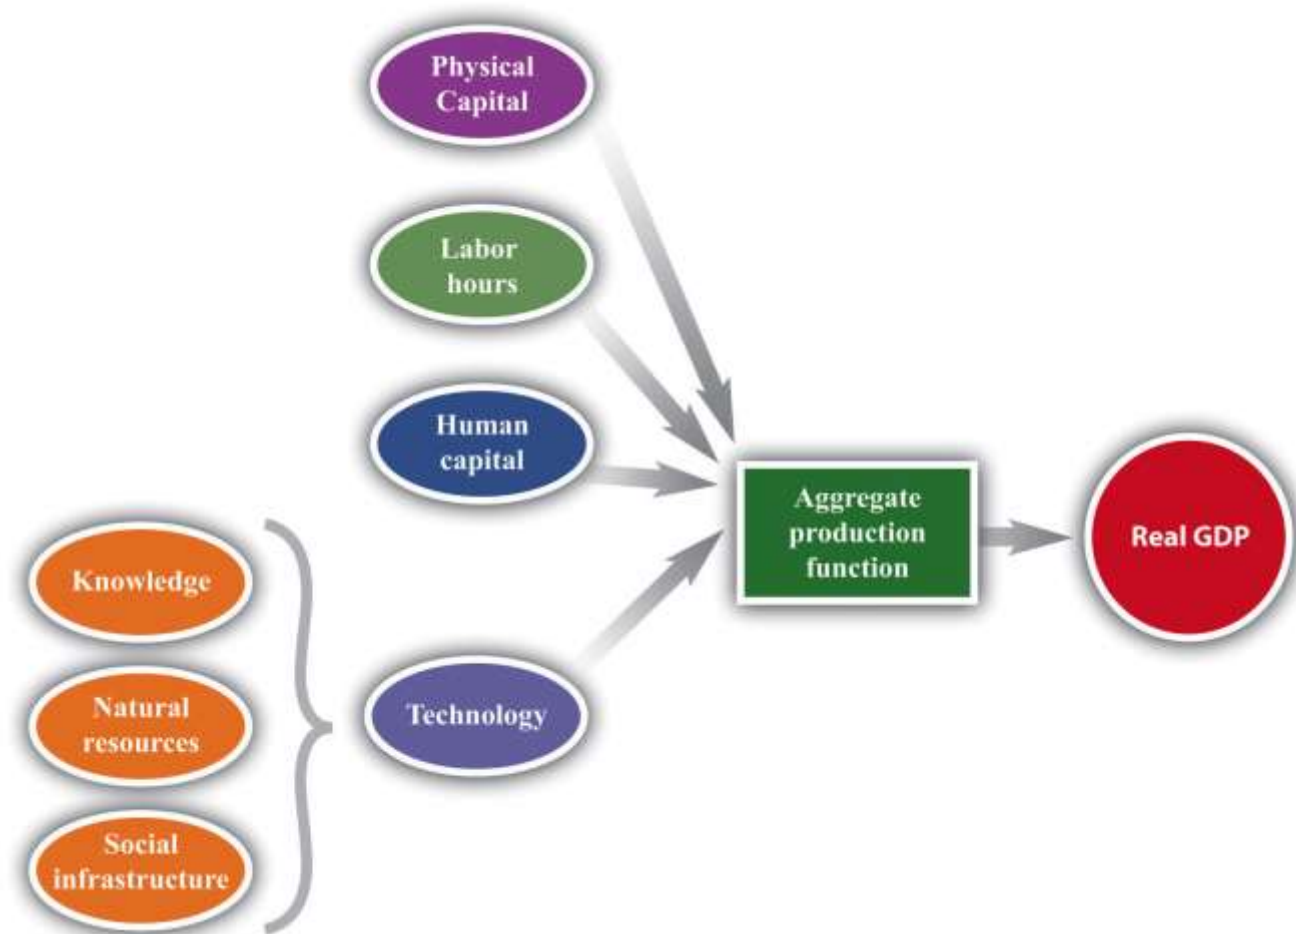 Physical
Capital
Labor
hours
Human
capital
Aggregate
production
function
Real GDP
Knowledge
Natural
resources
Technology
Social
infrastructure